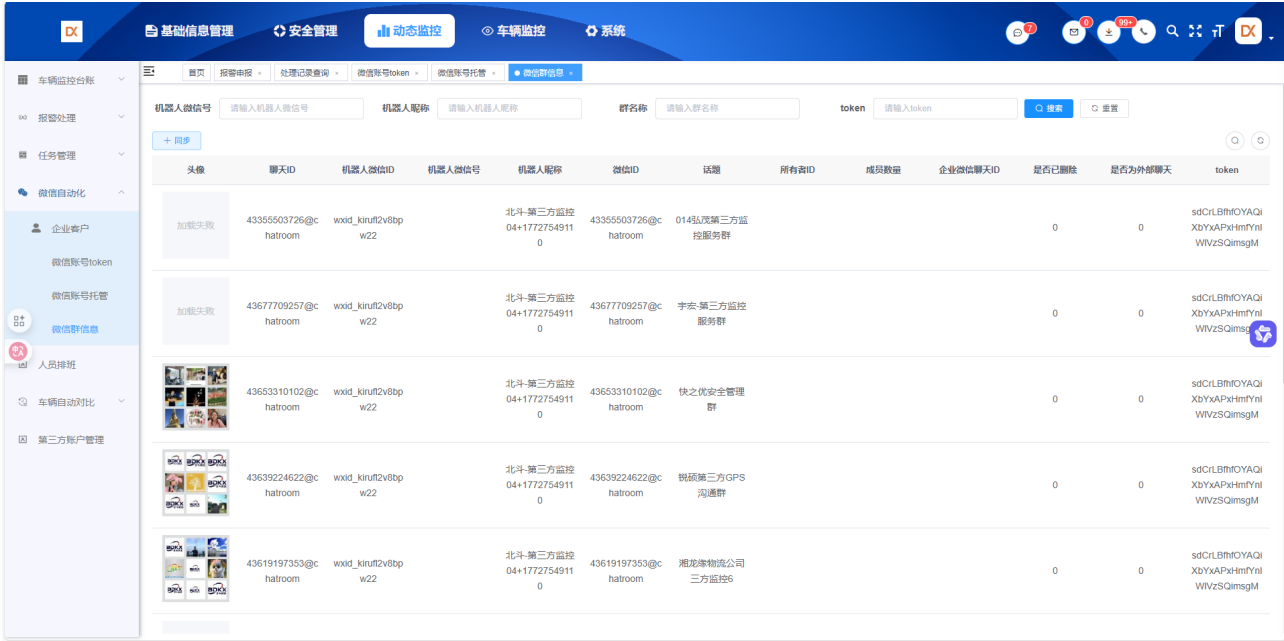 基础信息管理 安全管理 动态监控 车辆监控 系统 7 0 99+
车辆监控台账
报警处理
任务管理
微信自动化
企业客户
微信账号token
微信账号托管
微信群信息
人员排班
车辆自动对比
第三方账户管理
首页 报警申报 × 处理记录查询 × 微信账号token × 微信账号托管 × 微信群信息 ×
机器人微信号 请输入机器人微信号 机器人昵称 请输入机器人昵称 群名称 请输入群名称 token 请输入token 搜索 重置
+ 同步
头像 聊天ID 机器人微信ID 机器人微信号 机器人昵称 微信ID 话题 所有者ID 成员数量 企业微信聊天ID 是否已删除 是否为外部聊天 token
北斗-第三方监控 sdCrLBfhfOYAQi
加载失败 43355503726@c wxid_kirufl2v8bp 04+1772754911 43355503726@c 014弘茂第三方监 0 0 XbYxAPxHmfYnl
hatroom w22 0 hatroom 控服务群 WlVzSQimsgM
北斗-第三方监控 sdCrLBfhfOYAQi
加载失败 43677709257@c wxid_kirufl2v8bp 04+1772754911 43677709257@c 宇宏-第三方监控 0 0 XbYxAPxHmfYnl
hatroom w22 0 hatroom 服务群 WlVzSQimsg
北斗-第三方监控 sdCrLBfhfOYAQi
43653310102@c wxid_kirufl2v8bp 04+1772754911 43653310102@c 快之优安全管理 0 0 XbYxAPxHmfYnl
hatroom w22 0 hatroom 群 WlVzSQimsgM
北斗-第三方监控 sdCrLBfhfOYAQi
43639224622@c wxid_kirufl2v8bp 04+1772754911 43639224622@c 锐硕第三方GPS 0 0 XbYxAPxHmfYnl
hatroom w22 0 hatroom 沟通群 WlVzSQimsgM
北斗-第三方监控 sdCrLBfhfOYAQi
43619197353@c wxid_kirufl2v8bp 04+1772754911 43619197353@c 湘龙缘物流公司 0 0 XbYxAPxHmfYnl
hatroom w22 0 hatroom 三方监控6 WlVzSQimsgM